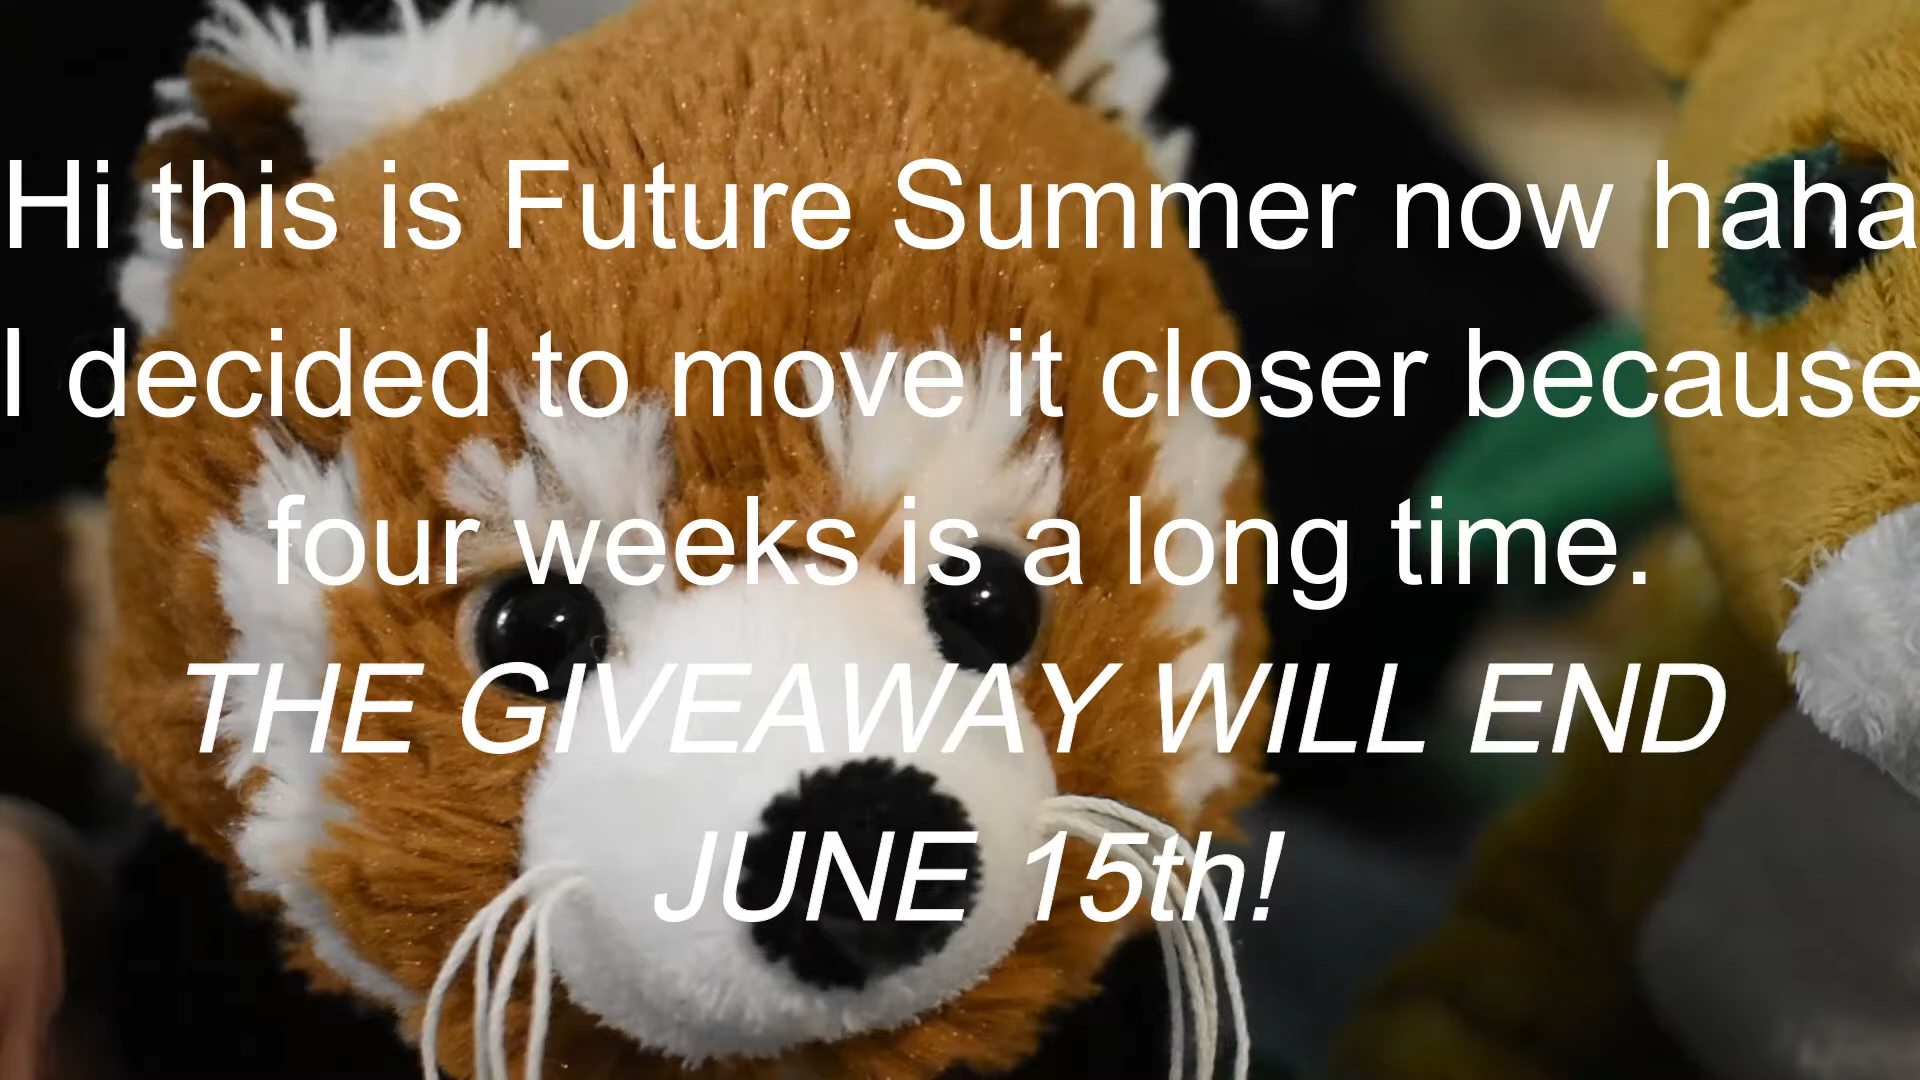 Hi this is Future Summer now haha
I decided to move it closer because
four weeks is a long time.
THE GIVEAWAY WILL END
JUNE 15th!